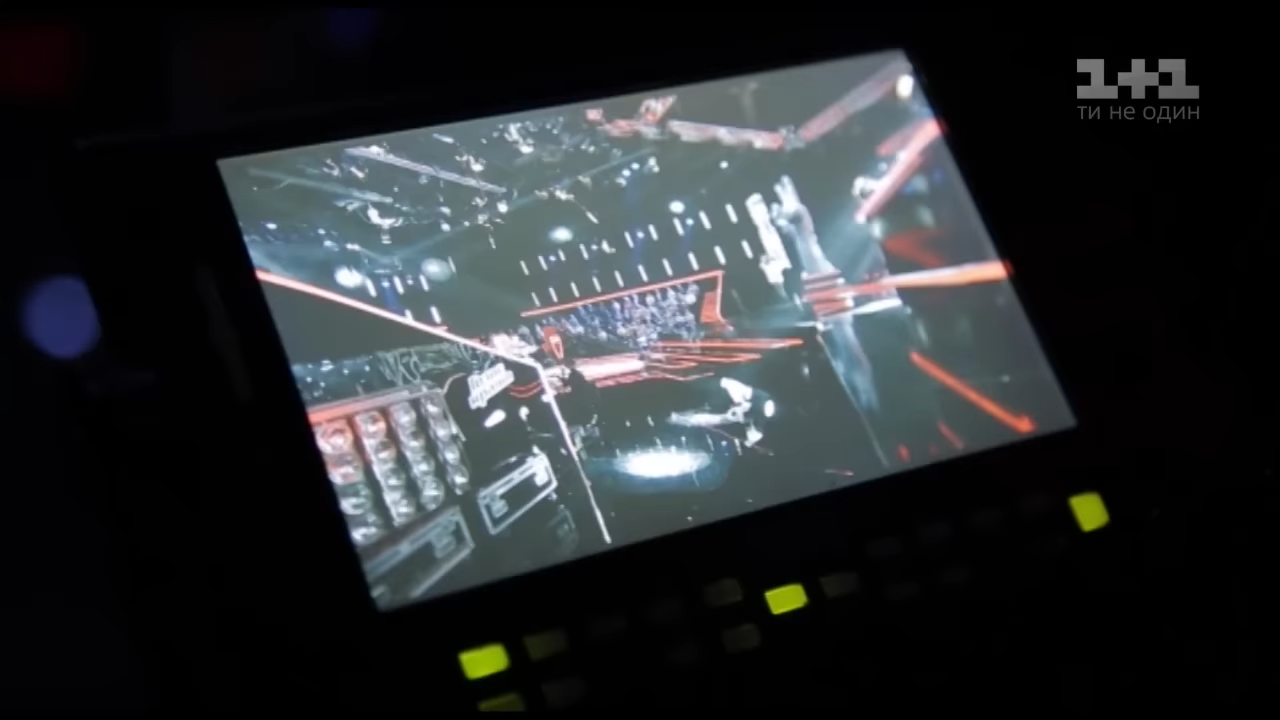 1+1
ти не один